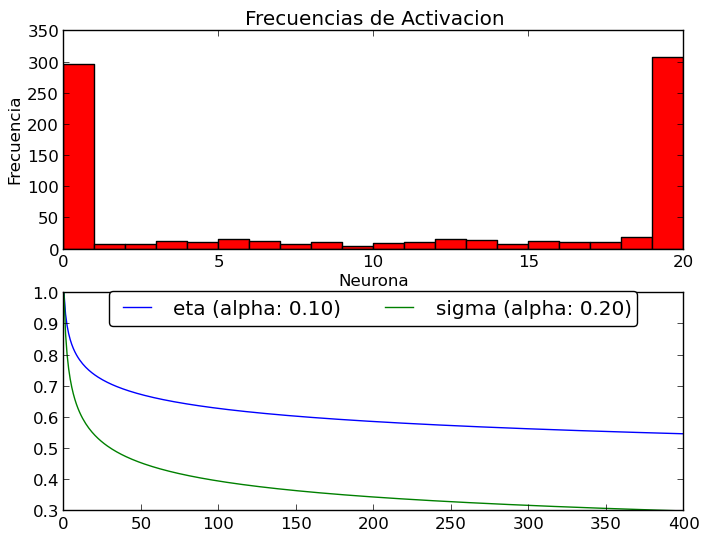 Frecuencias de Activacion
350
300
250
200
150
100
50
0
Frecuencia
0 5 10 15 20
Neurona
eta (alpha: 0.10) sigma (alpha: 0.20)
1.0
0.9
0.8
0.7
0.6
0.5
0.4
0.3
0 50 100 150 200 250 300 350 400